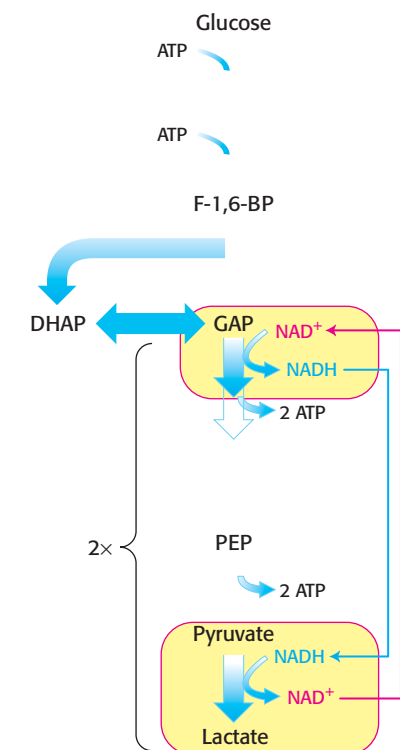 Glucose
ATP
ATP
F-1,6-BP
DHAP
GAP
NAD⁺
NADH
2 ATP
2×
PEP
2 ATP
Pyruvate
NADH
NAD⁺
Lactate